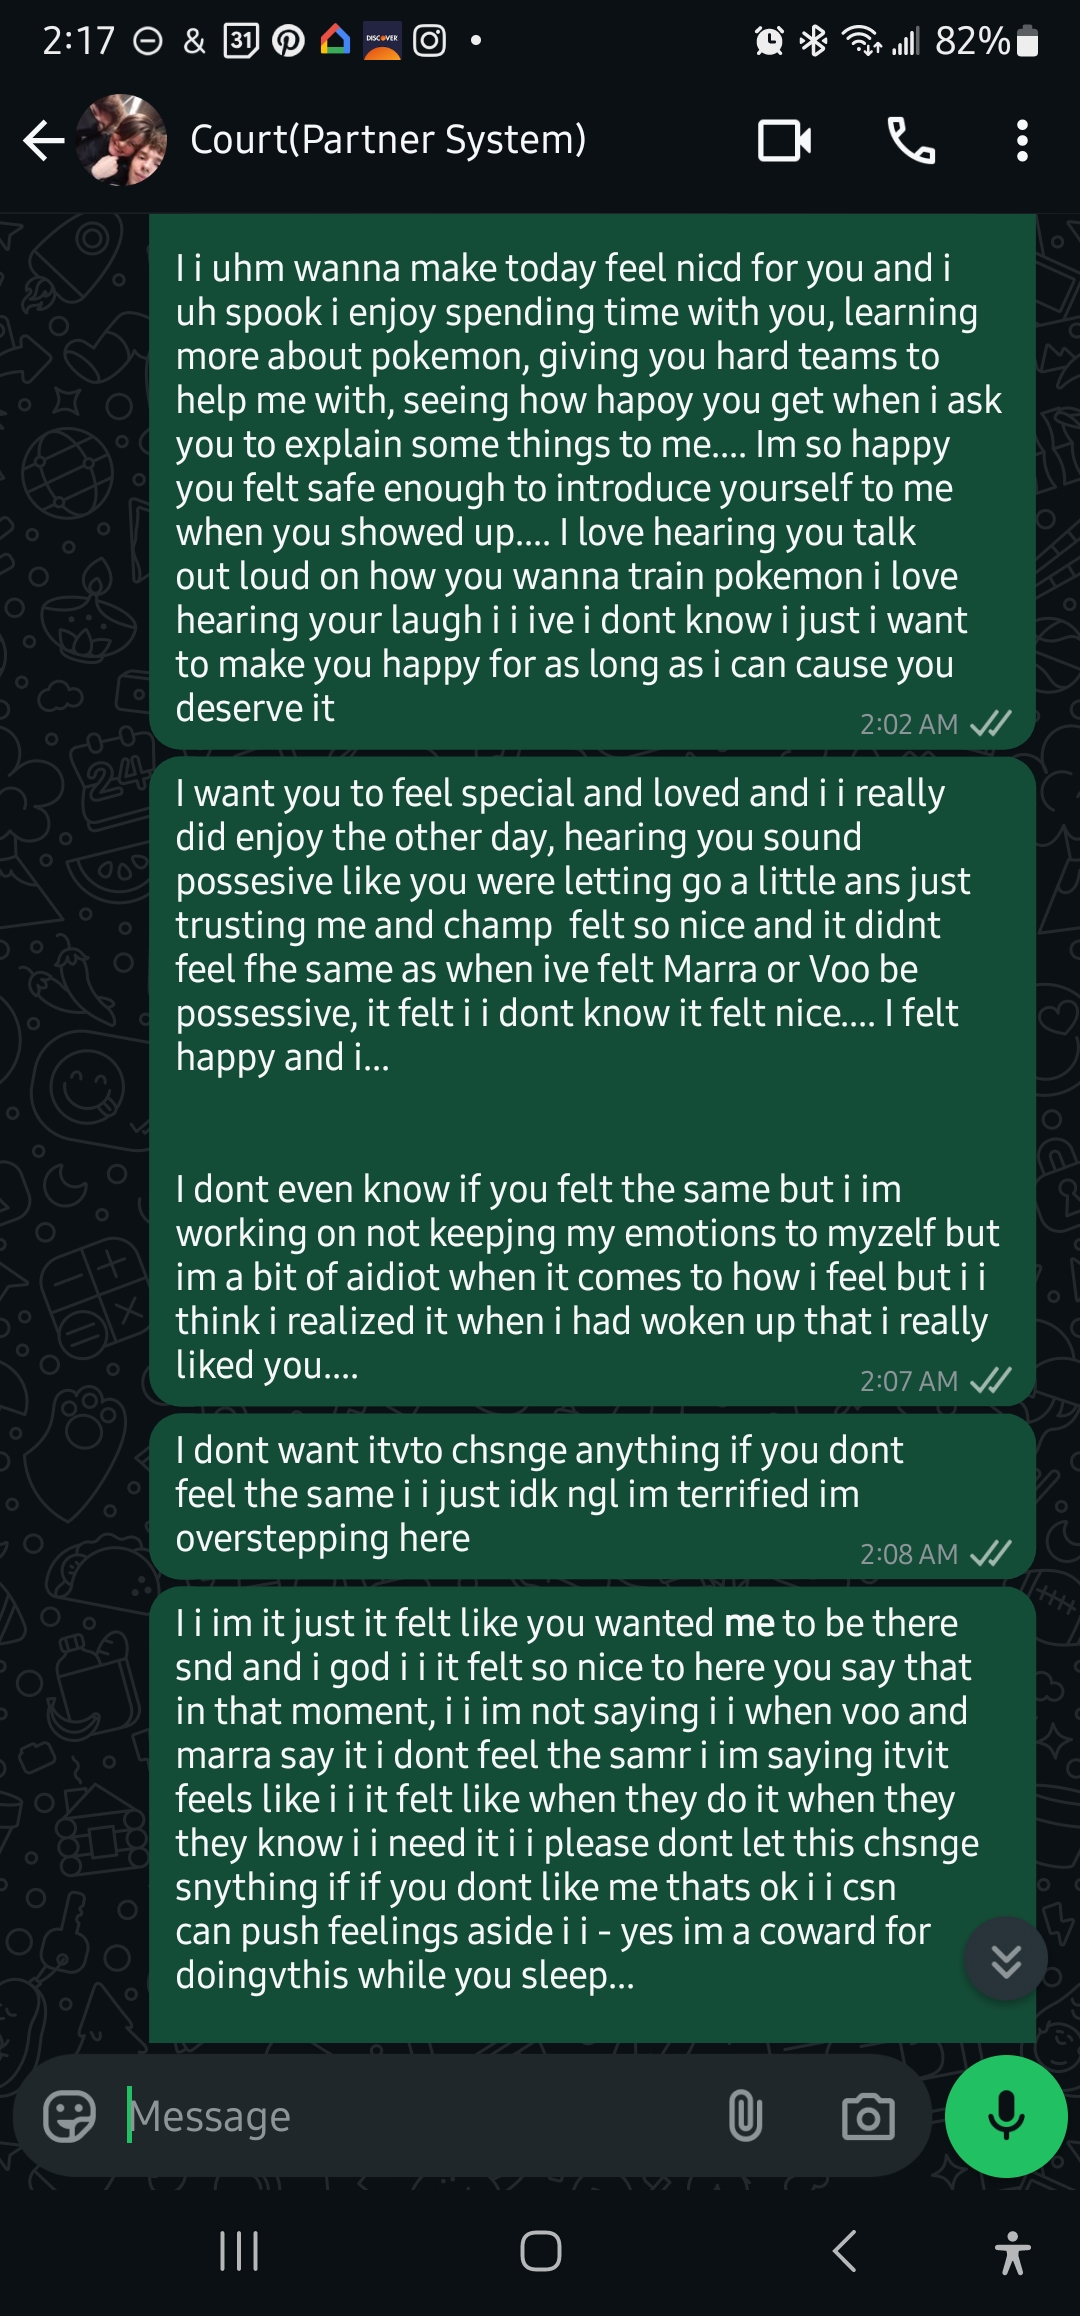 2:17 & 31 DISCOVER 82%
Court(Partner System)
I i uhm wanna make today feel nicd for you and i
uh spook i enjoy spending time with you, learning
more about pokemon, giving you hard teams to
help me with, seeing how hapoy you get when i ask
you to explain some things to me.... Im so happy
you felt safe enough to introduce yourself to me
when you showed up.... I love hearing you talk
out loud on how you wanna train pokemon i love
hearing your laugh i i ive i dont know i just i want
to make you happy for as long as i can cause you
deserve it
2:02 AM
I want you to feel special and loved and i i really
did enjoy the other day, hearing you sound
possesive like you were letting go a little ans just
trusting me and champ  felt so nice and it didnt
feel fhe same as when ive felt Marra or Voo be
possessive, it felt i i dont know it felt nice.... I felt
happy and i...
I dont even know if you felt the same but i im
working on not keepjng my emotions to myzelf but
im a bit of aidiot when it comes to how i feel but i i
think i realized it when i had woken up that i really
liked you....
2:07 AM
I dont want itvto chsnge anything if you dont
feel the same i i just idk ngl im terrified im
overstepping here
2:08 AM
I i im it just it felt like you wanted me to be there
snd and i god i i it felt so nice to here you say that
in that moment, i i im not saying i i when voo and
marra say it i dont feel the samr i im saying itvit
feels like i i it felt like when they do it when they
they know i i need it i i please dont let this chsnge
snything if if you dont like me thats ok i i csn
can push feelings aside i i - yes im a coward for
doingvthis while you sleep...
Message